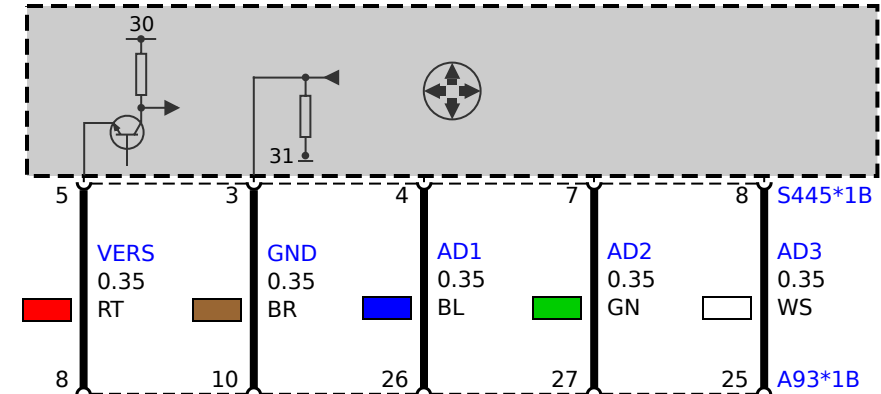 30
31
5 3 4 7 8 S445*1B
VERS GND AD1 AD2 AD3
0.35 0.35 0.35 0.35 0.35
RT BR BL GN WS
8 10 26 27 25 A93*1B